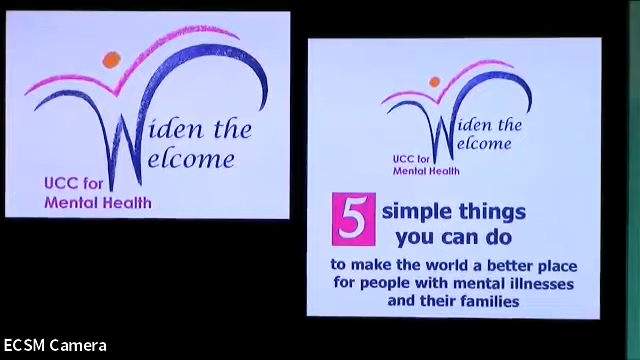 Widen the
Welcome
UCC for
Mental Health
Widen the
Welcome
UCC for
Mental Health
5 simple things
you can do
to make the world a better place
for people with mental illnesses
and their families
ECSM Camera